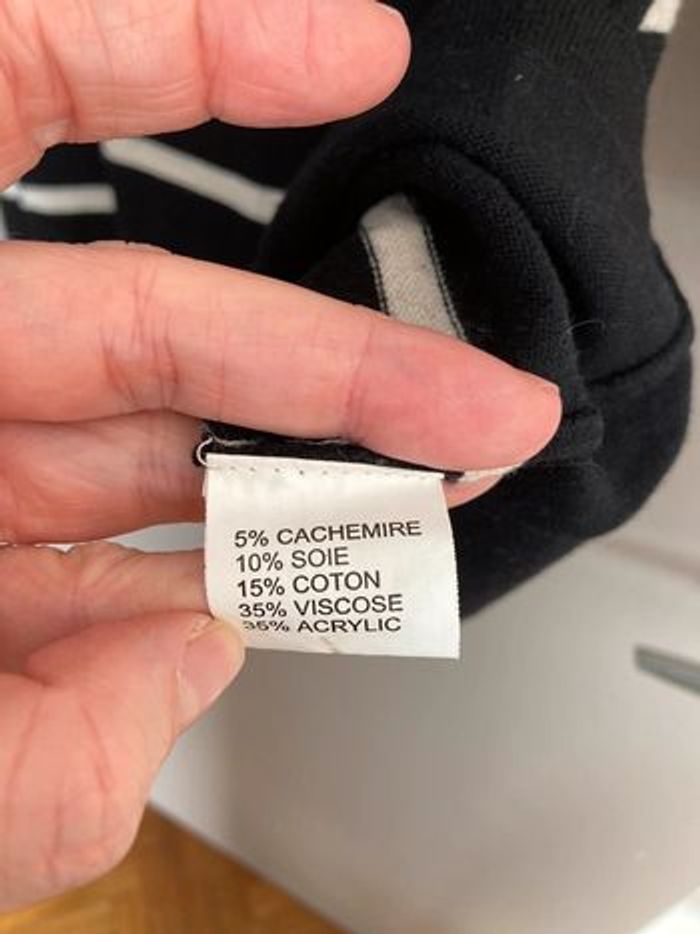 5% CACHEMIRE
10% SOIE
15% COTON
35% VISCOSE
35% ACRYLIC